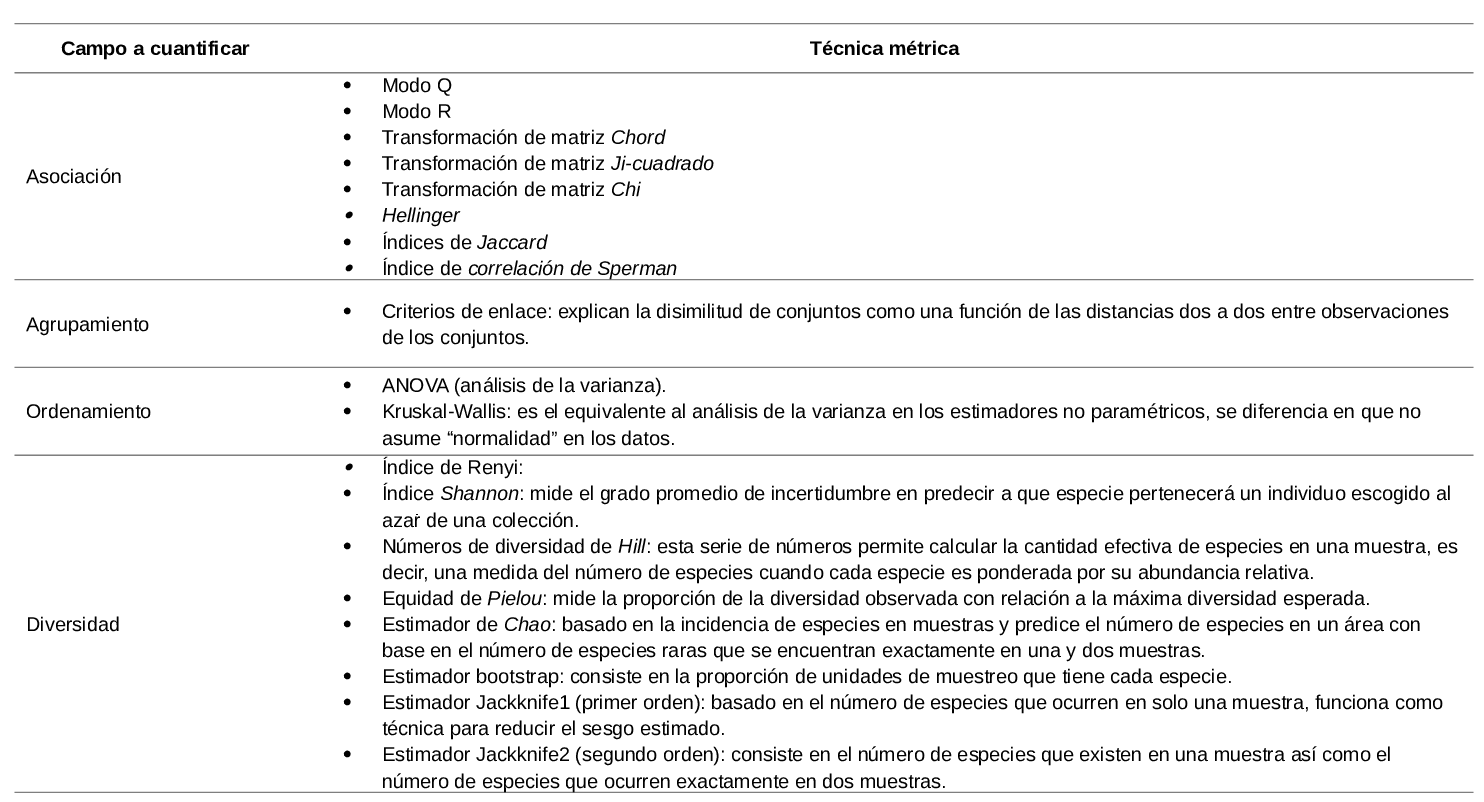 Campo a cuantificar Técnica métrica
Asociación
• Modo Q
• Modo R
• Transformación de matriz Chord
• Transformación de matriz Ji-cuadrado
• Transformación de matriz Chi
• Hellinger
• Índices de Jaccard
• Índice de correlación de Sperman
Agrupamiento
• Criterios de enlace: explican la disimilitud de conjuntos como una función de las distancias dos a dos entre observaciones
de los conjuntos.
Ordenamiento
• ANOVA (análisis de la varianza).
• Kruskal-Wallis: es el equivalente al análisis de la varianza en los estimadores no paramétricos, se diferencia en que no
asume “normalidad” en los datos.
Diversidad
• Índice de Renyi:
• Índice Shannon: mide el grado promedio de incertidumbre en predecir a que especie pertenecerá un individuo escogido al
azar de una colección.
• Números de diversidad de Hill: esta serie de números permite calcular la cantidad efectiva de especies en una muestra, es
decir, una medida del número de especies cuando cada especie es ponderada por su abundancia relativa.
• Equidad de Pielou: mide la proporción de la diversidad observada con relación a la máxima diversidad esperada.
• Estimador de Chao: basado en la incidencia de especies en muestras y predice el número de especies en un área con
base en el número de especies raras que se encuentran exactamente en una y dos muestras.
• Estimador bootstrap: consiste en la proporción de unidades de muestreo que tiene cada especie.
• Estimador Jackknife1 (primer orden): basado en el número de especies que ocurren en solo una muestra, funciona como
técnica para reducir el sesgo estimado.
• Estimador Jackknife2 (segundo orden): consiste en el número de especies que existen en una muestra así como el
número de especies que ocurren exactamente en dos muestras.